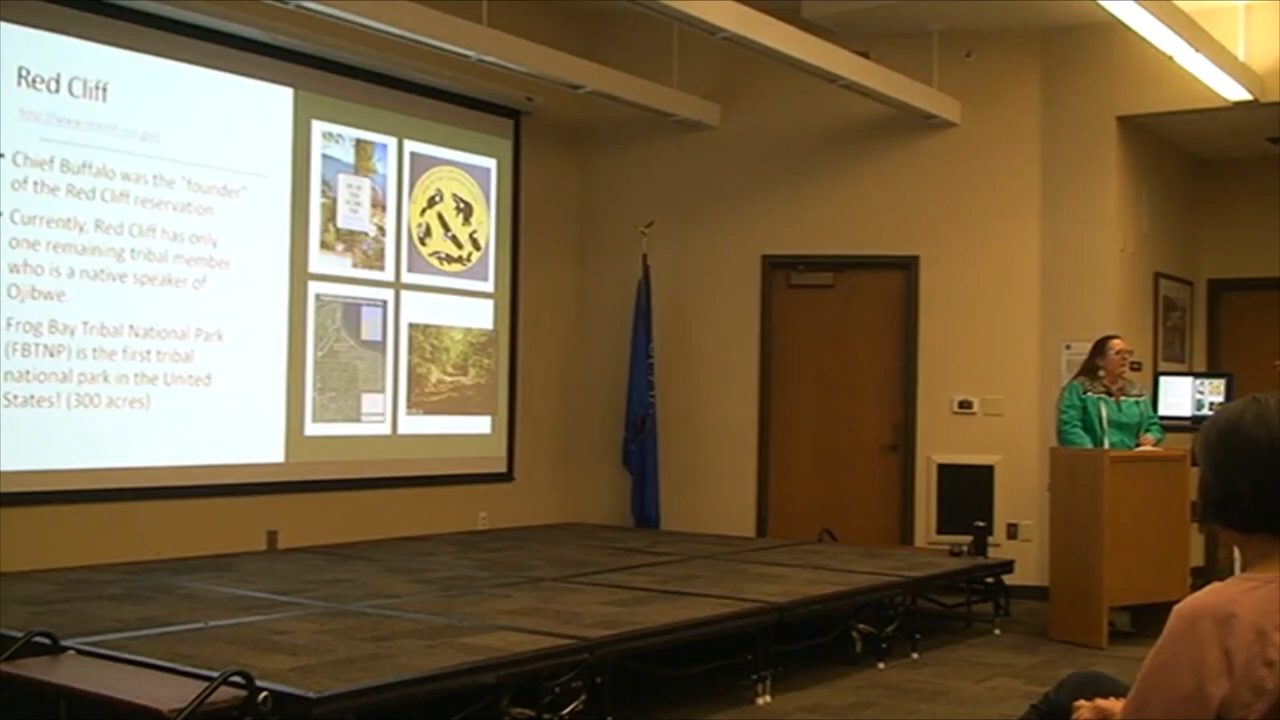 Red Cliff
Chief Buffalo was the "founder"
of the Red Cliff reservation
Currently, Red Cliff has only
one remaining tribal member
who is a native speaker of
Ojibwe.
Frog Bay Tribal National Park
(FBTNP) is the first tribal
national park in the United
States! (300 acres)